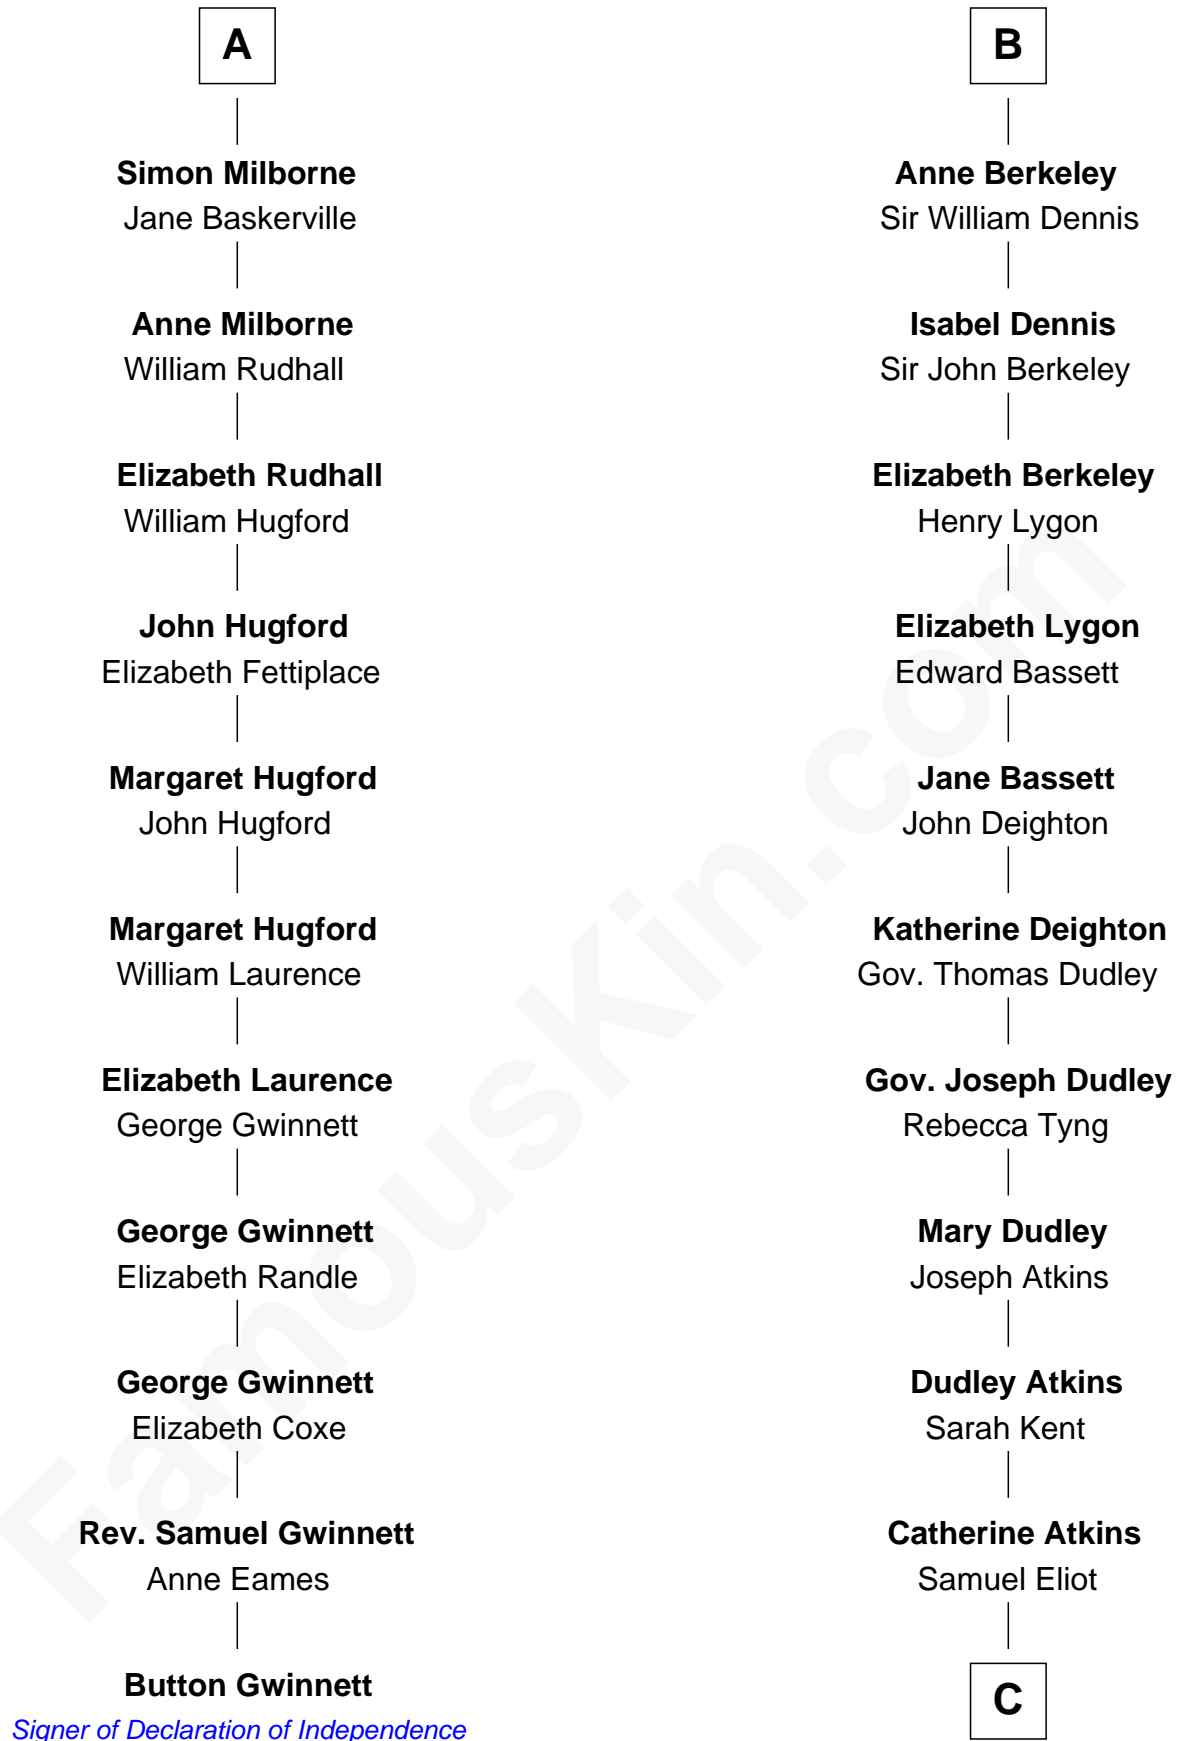 A
Simon Milborne
Jane Baskerville
Anne Milborne
William Rudhall
Elizabeth Rudhall
William Hugford
John Hugford
Elizabeth Fettiplace
Margaret Hugford
John Hugford
Margaret Hugford
William Laurence
Elizabeth Laurence
George Gwinnett
George Gwinnett
Elizabeth Randle
George Gwinnett
Elizabeth Coxe
Rev. Samuel Gwinnett
Anne Eames
Button Gwinnett
Signer of Declaration of Independence
B
Anne Berkeley
Sir William Dennis
Isabel Dennis
Sir John Berkeley
Elizabeth Berkeley
Henry Lygon
Elizabeth Lygon
Edward Bassett
Jane Bassett
John Deighton
Katherine Deighton
Gov. Thomas Dudley
Gov. Joseph Dudley
Rebecca Tyng
Mary Dudley
Joseph Atkins
Dudley Atkins
Sarah Kent
Catherine Atkins
Samuel Eliot
C
FamousKin.com